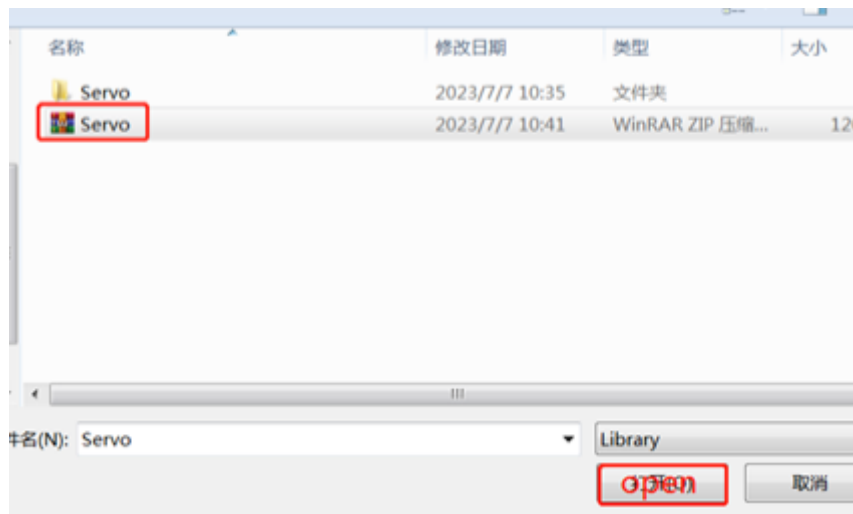 名称 修改日期 类型 大小
Servo 2023/7/7 10:35 文件夹
Servo 2023/7/7 10:41 WinRAR ZIP 压缩... 12
件名(N): Servo Library
open 取消